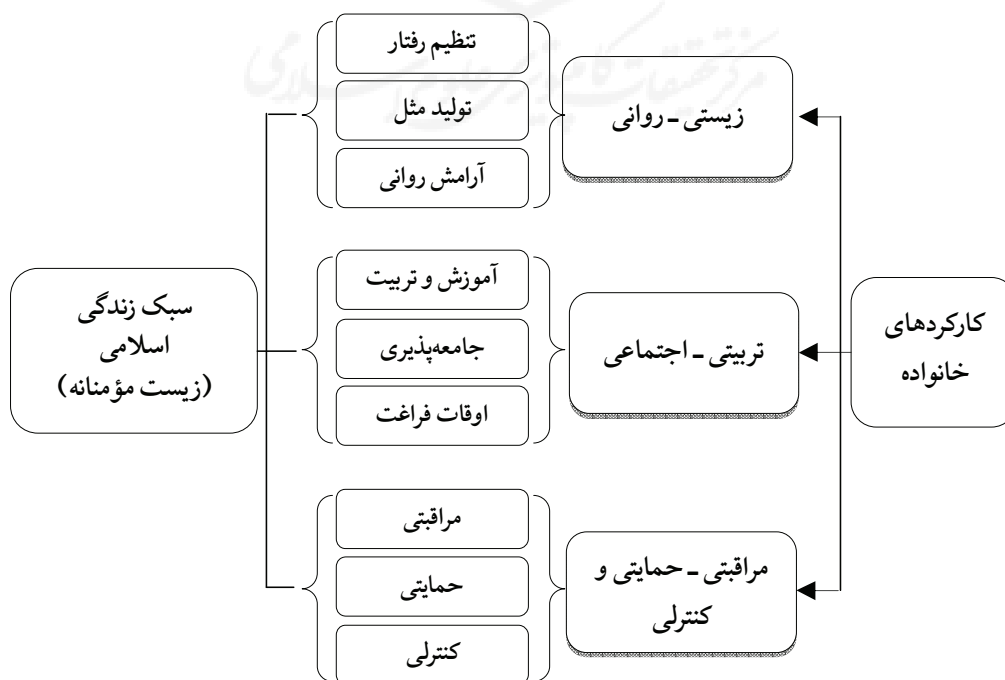 کارکردهای
خانواده
زیستی ـ روانی
تنظیم رفتار
تولید مثل
آرامش روانی
تربیتی ـ اجتماعی
آموزش و تربیت
جامعه‌پذیری
اوقات فراغت
مراقبتی ـ حمایتی و
کنترلی
مراقبتی
حمایتی
کنترلی
سبک زندگی
اسلامی
(زیست مؤمنانه)